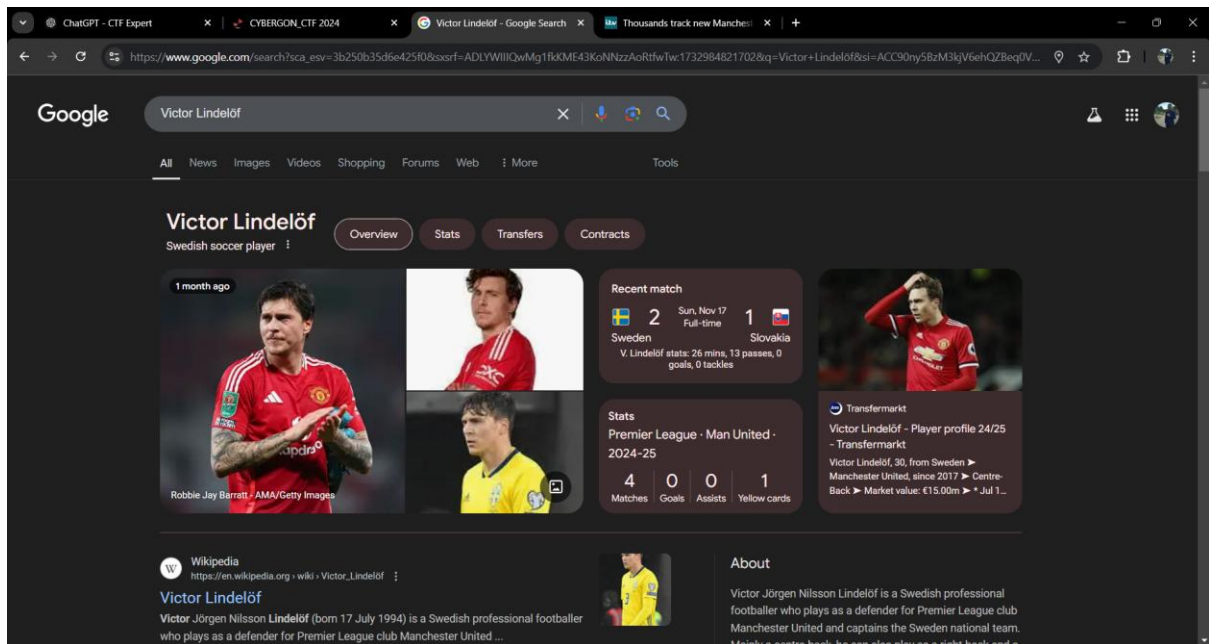 ChatGPT - CTF Expert
CYBERGON_CTF 2024
Victor Lindelöf - Google Search
Thousands track new Manchest
https://www.google.com/search?sca_esv=3b250b35d6e425f0&sxsrf=ADLYWIIIQwMg1fkKME43KoNNzzAoRtfwTw:1732984821702&q=Victor+Lindelöf&si=ACC90ny5BzM3kjV6ehQZBeq0V...
Google
Victor Lindelöf
All News Images Videos Shopping Forums Web More Tools
Victor Lindelöf
Swedish soccer player
Overview Stats Transfers Contracts
1 month ago
Robbie Jay Barratt - AMA/Getty Images
Recent match
2 Sun, Nov 17 1
Full-time
Sweden Slovakia
V. Lindelöf stats: 26 mins, 13 passes, 0
goals, 0 tackles
Stats
Premier League · Man United ·
2024-25
4 0 0 1
Matches Goals Assists Yellow cards
Transfermarkt
Victor Lindelöf - Player profile 24/25
- Transfermarkt
Victor Lindelöf, 30, from Sweden ➤
Manchester United, since 2017 ➤ Centre-
Back ➤ Market value: €15.00m ➤ * Jul 1...
Wikipedia
https://en.wikipedia.org › wiki › Victor_Lindelöf
Victor Lindelöf
Victor Jörgen Nilsson Lindelöf (born 17 July 1994) is a Swedish professional footballer
who plays as a defender for Premier League club Manchester United ...
About
Victor Jörgen Nilsson Lindelöf is a Swedish professional
footballer who plays as a defender for Premier League club
Manchester United and captains the Sweden national team.